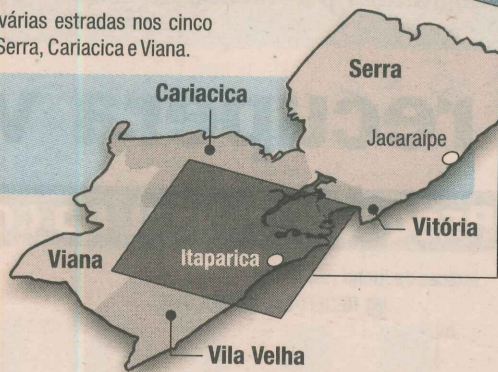 várias estradas nos cinco
Serra, Cariacica e Viana.
Serra
Cariacica
Jacaraípe
Vitória
Viana
Itaparica
Vila Velha